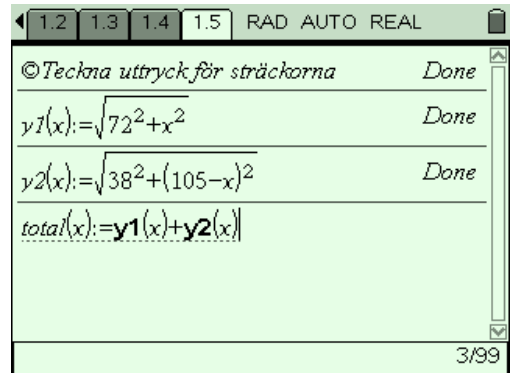 1.2 1.3 1.4 1.5 RAD AUTO REAL
©Teckna uttryck för sträckorna Done
y1(x):=√72²+x² Done
y2(x):=√38²+(105−x)² Done
total(x):=y1(x)+y2(x)
3/99